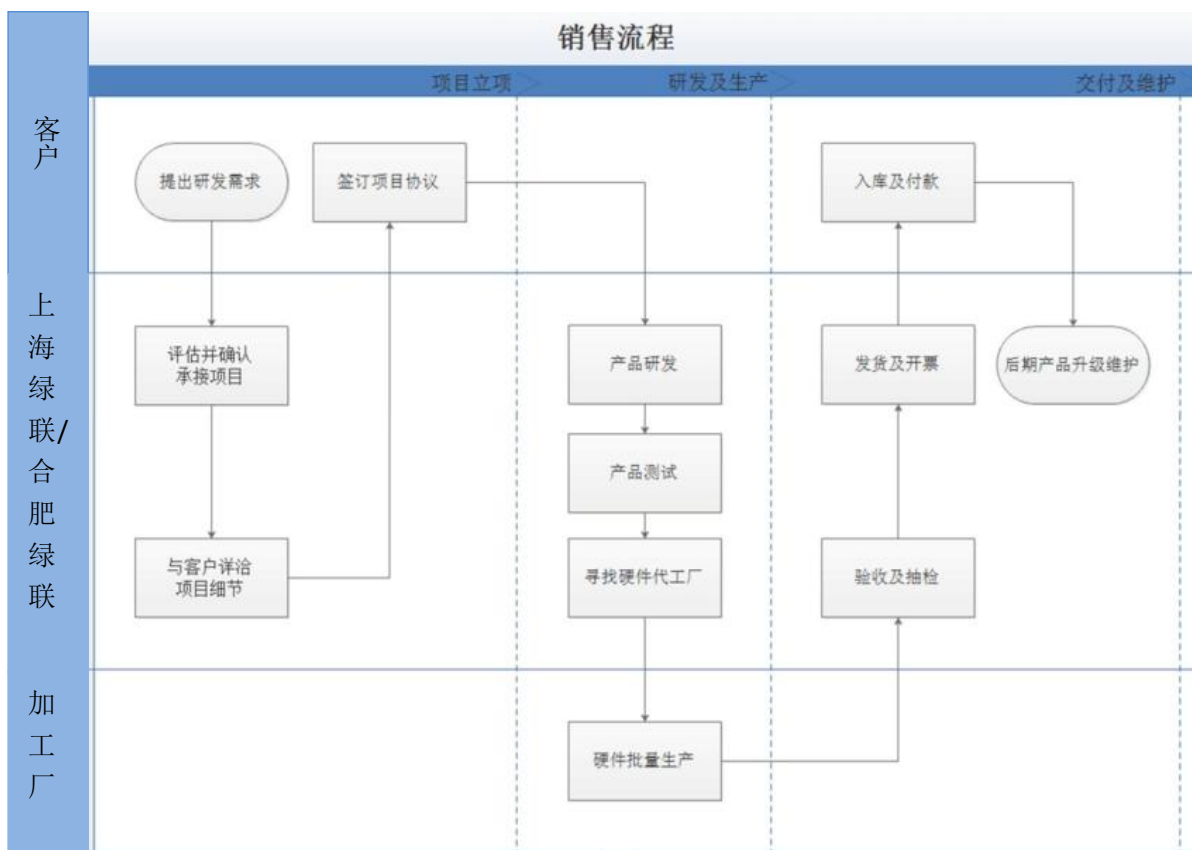 销售流程
项目立项
研发及生产
交付及维护
客户
提出研发需求
签订项目协议
入库及付款
上海绿联/合肥绿联
评估并确认
承接项目
产品研发
发货及开票
后期产品升级维护
产品测试
与客户详洽
项目细节
寻找硬件代工厂
验收及抽检
加工厂
硬件批量生产